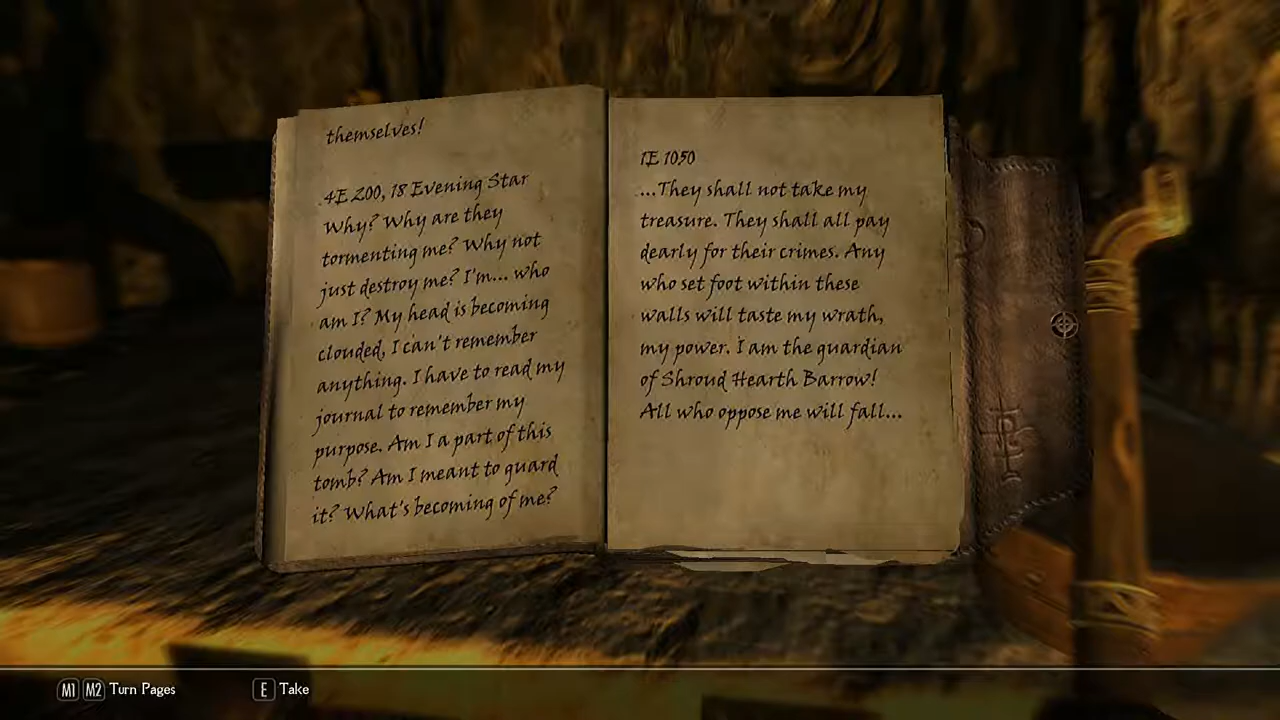 themselves!
4E 200, 18 Evening Star
Why? Why are they
tormenting me? Why not
just destroy me? I'm... who
am I? My head is becoming
clouded, I can't remember
anything. I have to read my
journal to remember my
purpose. Am I a part of this
tomb? Am I meant to guard
it? What's becoming of me?
1E 1050
...They shall not take my
treasure. They shall all pay
dearly for their crimes. Any
who set foot within these
walls will taste my wrath,
my power. I am the guardian
of Shroud Hearth Barrow!
All who oppose me will fall...
M1 M2 Turn Pages
E Take